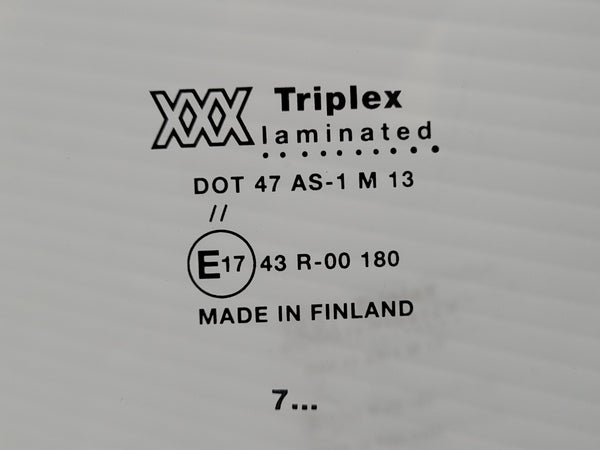 XXX Triplex
laminated
DOT 47 AS-1 M 13
//
E17 43 R-00 180
MADE IN FINLAND
7...